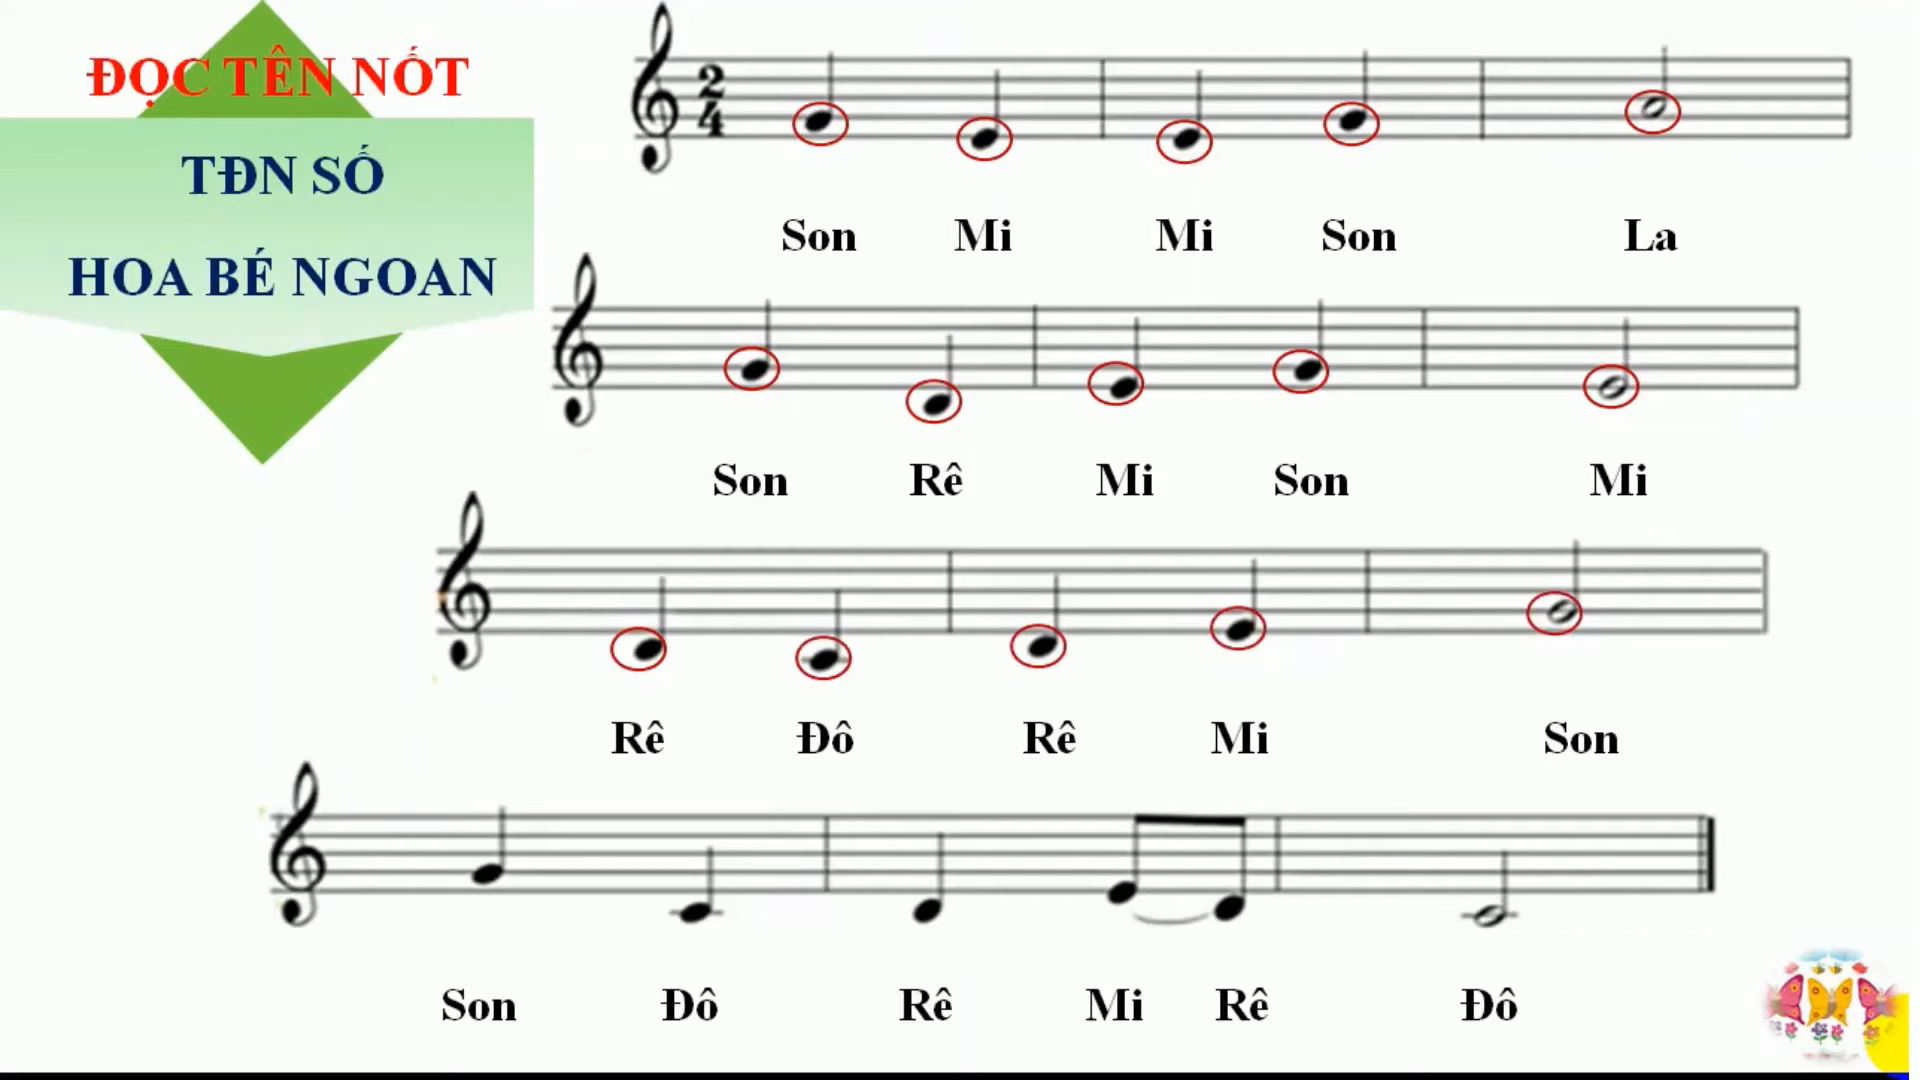 ĐỌC TÊN NỐT
TĐN SỐ
HOA BÉ NGOAN
2
4
Son Mi Mi Son La
Son Rê Mi Son Mi
Rê Đô Rê Mi Son
Son Đô Rê Mi Rê Đô